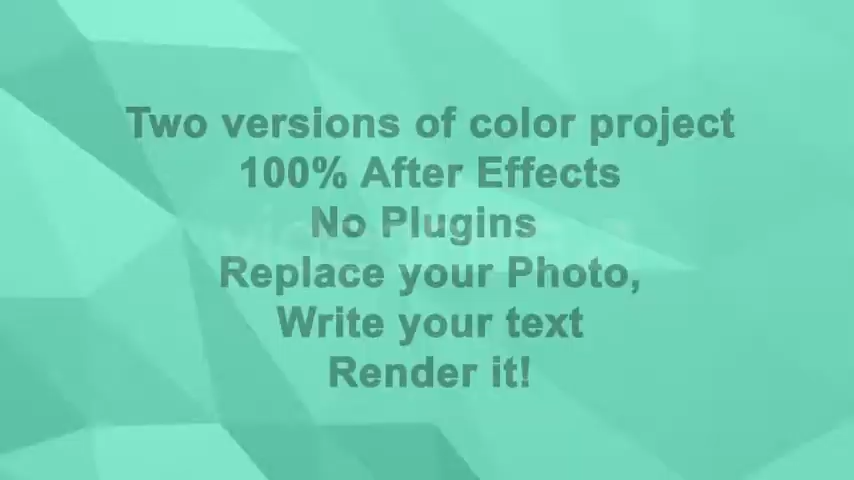 Two versions of color project
100% After Effects
No Plugins
Replace your Photo,
Write your text
Render it!